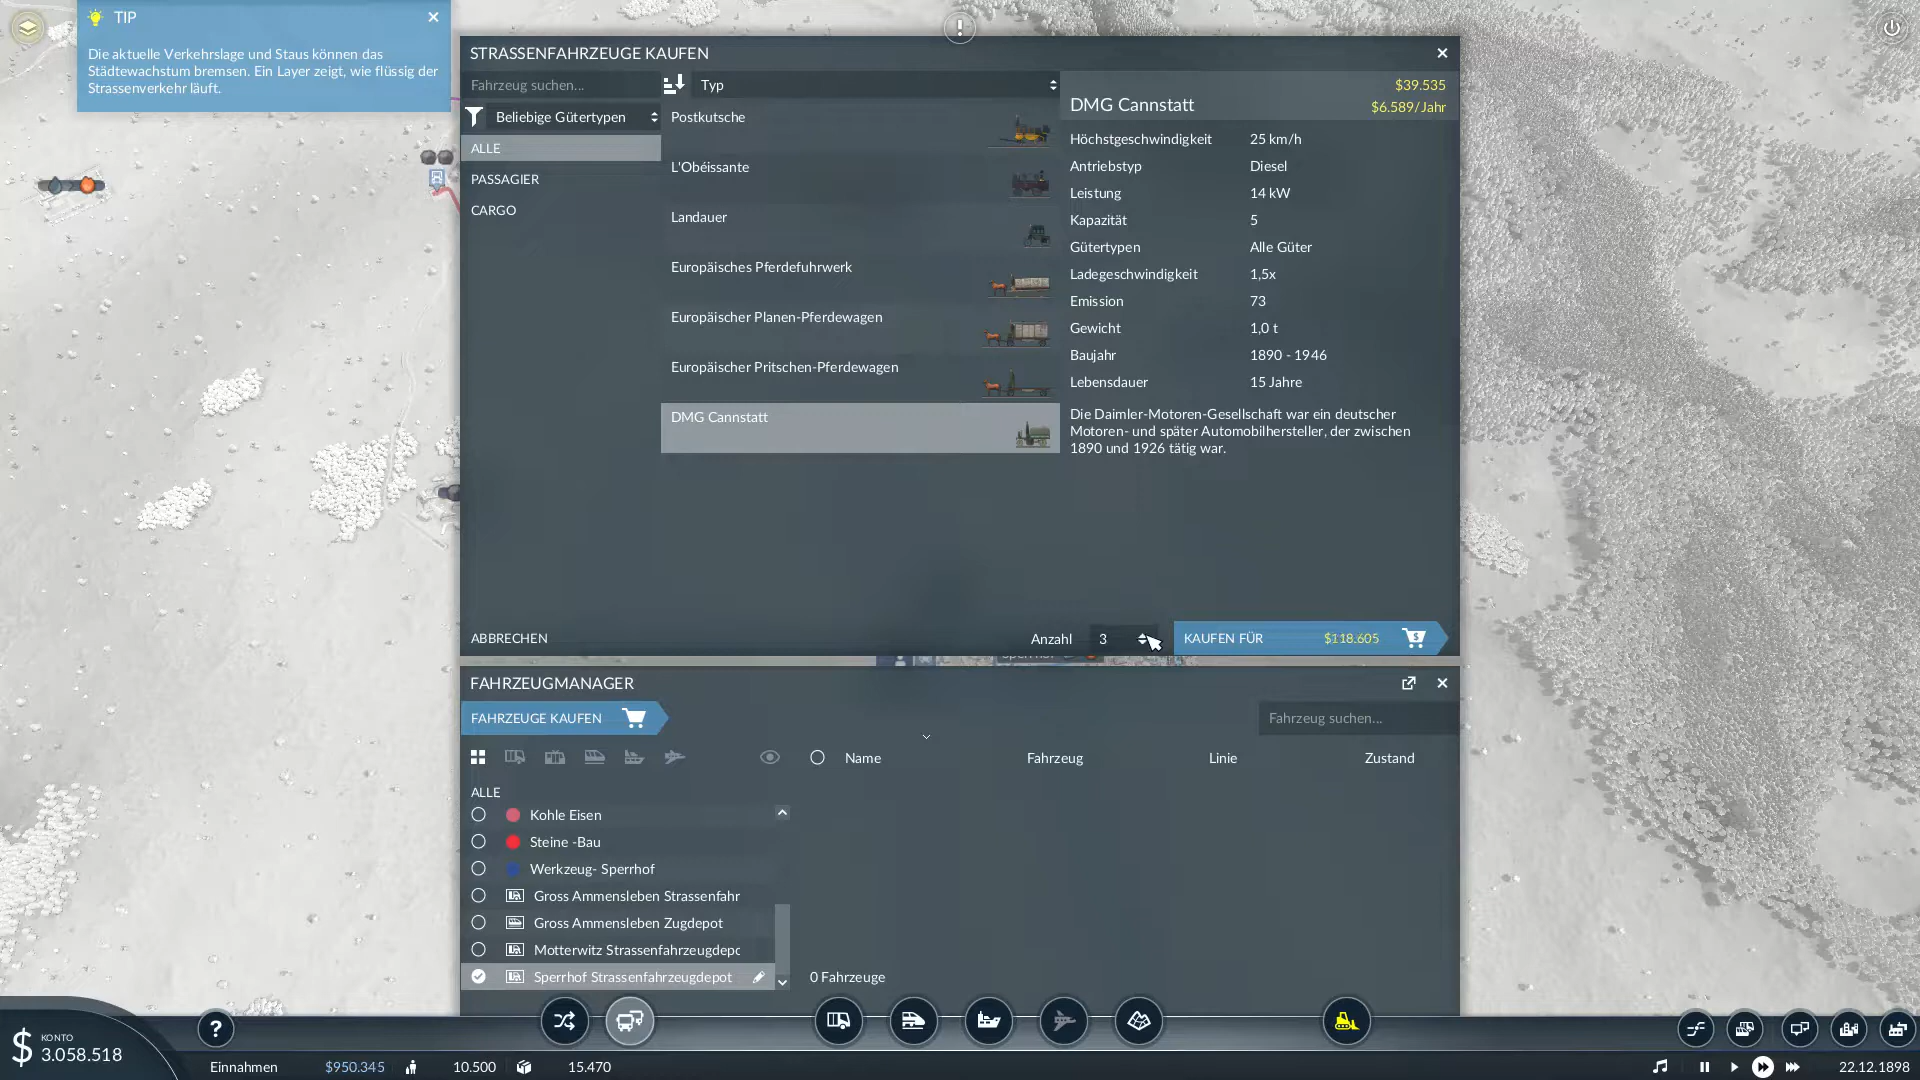 TIP
Die aktuelle Verkehrslage und Staus können das
Städtewachstum bremsen. Ein Layer zeigt, wie flüssig der
Strassenverkehr läuft.
STRASSENFAHRZEUGE KAUFEN
Fahrzeug suchen...
Typ
Beliebige Gütertypen
ALLE
PASSAGIER
CARGO
Postkutsche
L'Obéissante
Landauer
Europäisches Pferdefuhrwerk
Europäischer Planen-Pferdewagen
Europäischer Pritschen-Pferdewagen
DMG Cannstatt
$39.535
DMG Cannstatt $6.589/Jahr
Höchstgeschwindigkeit 25 km/h
Antriebstyp Diesel
Leistung 14 kW
Kapazität 5
Gütertypen Alle Güter
Ladegeschwindigkeit 1,5x
Emission 73
Gewicht 1,0 t
Baujahr 1890 - 1946
Lebensdauer 15 Jahre
Die Daimler-Motoren-Gesellschaft war ein deutscher
Motoren- und später Automobilhersteller, der zwischen
1890 und 1926 tätig war.
ABBRECHEN
Anzahl 3
KAUFEN FÜR $118.605
FAHRZEUGMANAGER
FAHRZEUGE KAUFEN
Fahrzeug suchen...
Name Fahrzeug Linie Zustand
ALLE
Kohle Eisen
Steine -Bau
Werkzeug- Sperrhof
Gross Ammensleben Strassenfahr
Gross Ammensleben Zugdepot
Motterwitz Strassenfahrzeugdepo
Sperrhof Strassenfahrzeugdepot
0 Fahrzeuge
$ KONTO
3.058.518
?
Einnahmen $950.345 10.500 15.470
22.12.1898